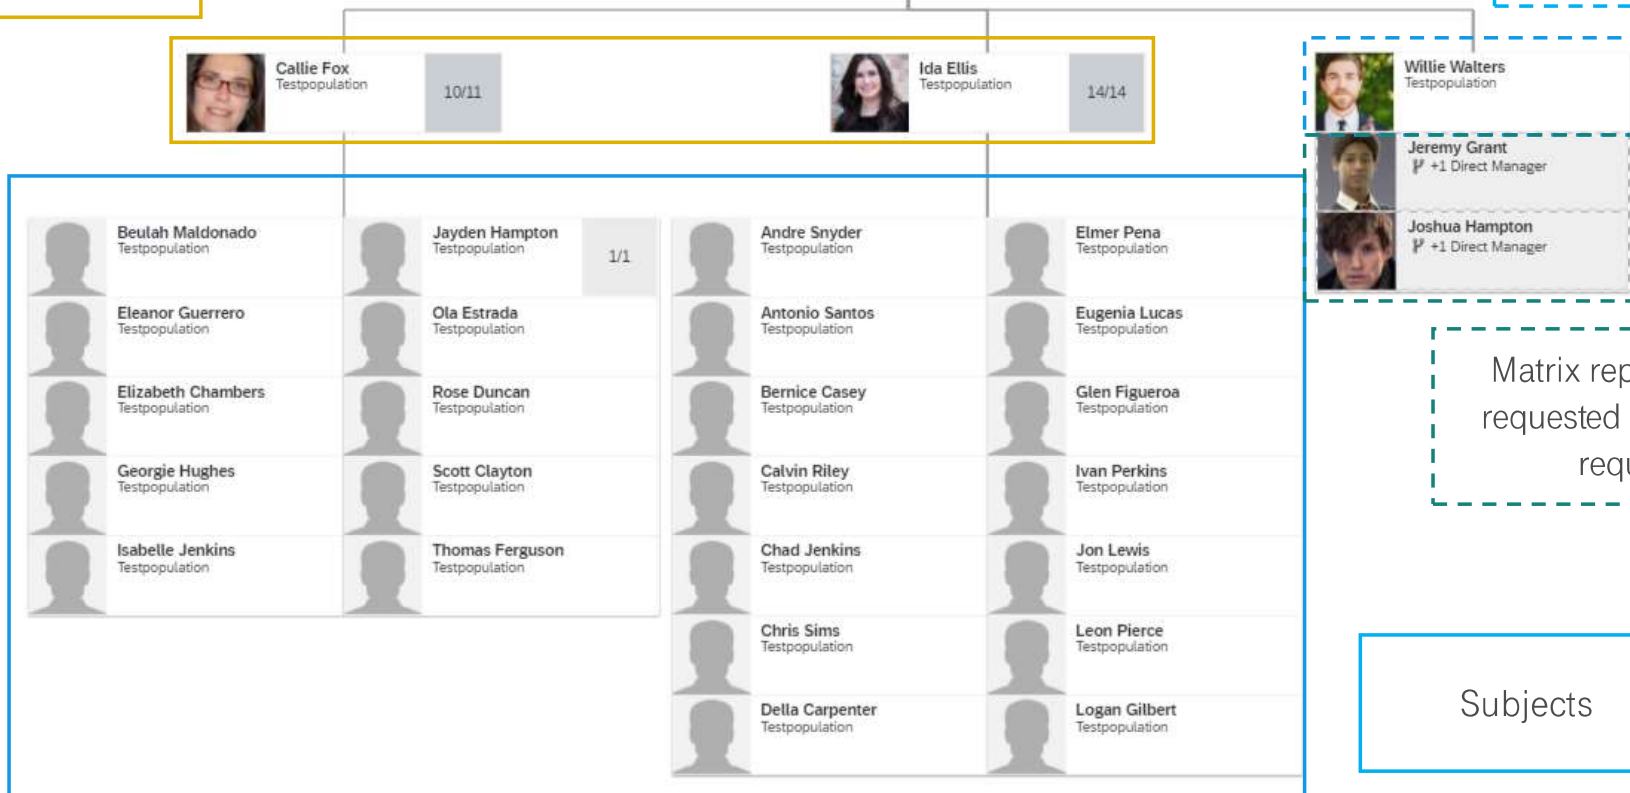 Callie Fox
Testpopulation
10/11
Ida Ellis
Testpopulation
14/14
Willie Walters
Testpopulation
Jeremy Grant
+1 Direct Manager
Joshua Hampton
+1 Direct Manager
Beulah Maldonado
Testpopulation
Jayden Hampton
Testpopulation
1/1
Eleanor Guerrero
Testpopulation
Ola Estrada
Testpopulation
Elizabeth Chambers
Testpopulation
Rose Duncan
Testpopulation
Georgie Hughes
Testpopulation
Scott Clayton
Testpopulation
Isabelle Jenkins
Testpopulation
Thomas Ferguson
Testpopulation
Andre Snyder
Testpopulation
Elmer Pena
Testpopulation
Antonio Santos
Testpopulation
Eugenia Lucas
Testpopulation
Bernice Casey
Testpopulation
Glen Figueroa
Testpopulation
Calvin Riley
Testpopulation
Ivan Perkins
Testpopulation
Chad Jenkins
Testpopulation
Jon Lewis
Testpopulation
Chris Sims
Testpopulation
Leon Pierce
Testpopulation
Della Carpenter
Testpopulation
Logan Gilbert
Testpopulation
Matrix rep
requested
requ
Subjects